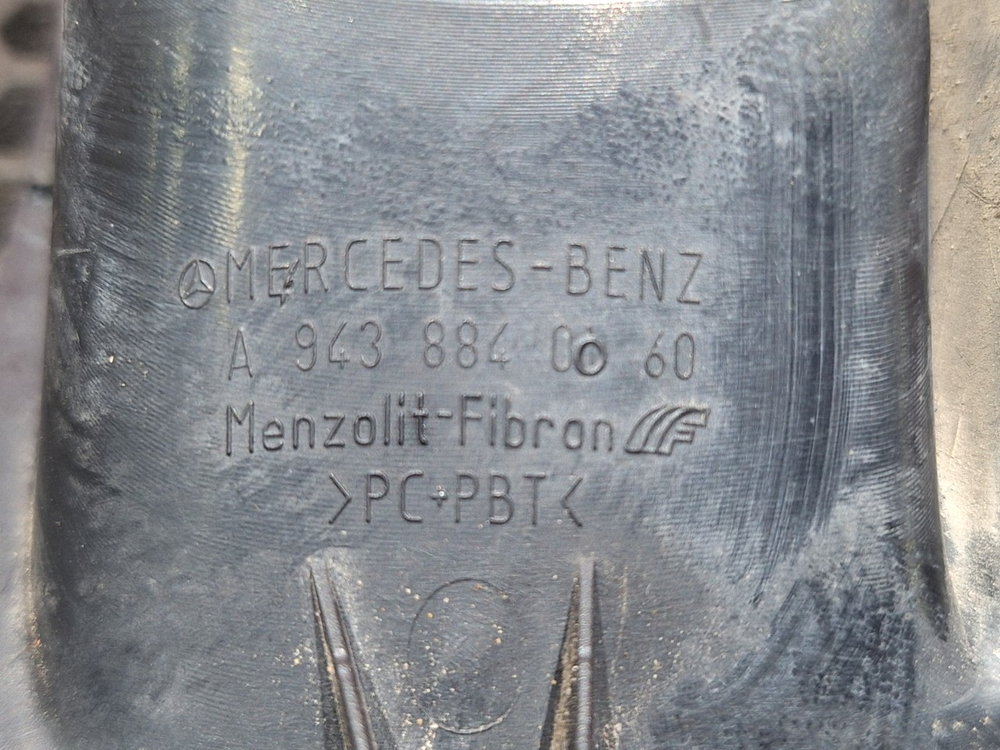 MERCEDES-BENZ
A 943 884 00 60
Menzolit-Fibron
>PC+PBT<